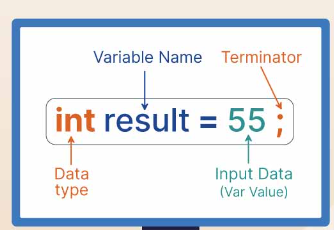 Variable Name Terminator
int result = 55 ;
Data
type
Input Data
(Var Value)